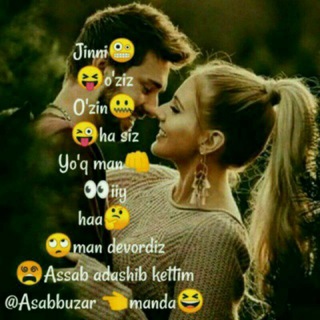 Jinni🤪
😝o'ziz
O'zin🤐
😜ha siz
Yo'q man👊
👀iiy
haa🤔
🙄man devordiz
😵Assab adashib kettim
@Asabbuzar 👈manda😆